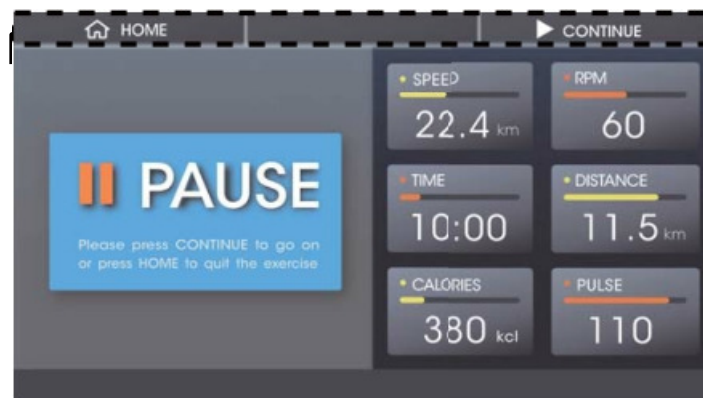 HOME
CONTINUE
PAUSE
Please press CONTINUE to go on
or press HOME to quit the exercise
SPEED
22.4 km
RPM
60
TIME
10:00
DISTANCE
11.5 km
CALORIES
380 kcl
PULSE
110